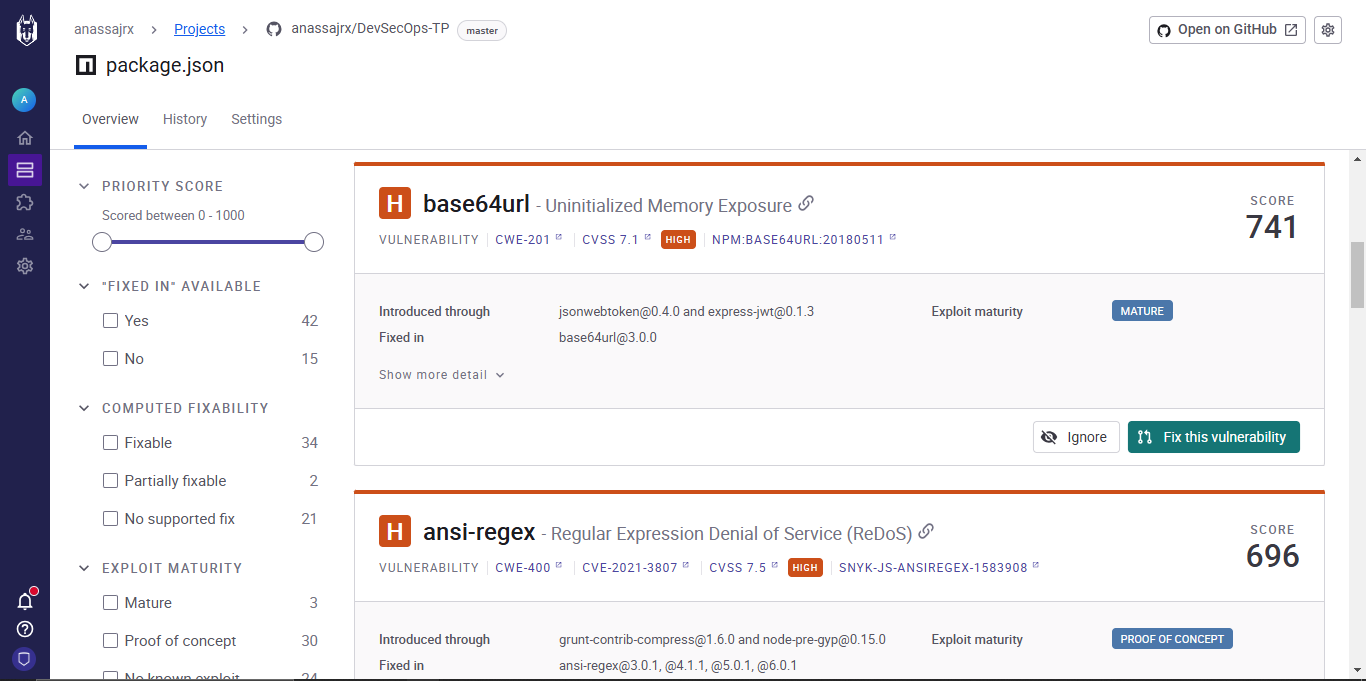 anassajrx > Projects > anassajrx/DevSecOps-TP master
Open on GitHub
package.json
A
Overview History Settings
PRIORITY SCORE
Scored between 0 - 1000
"FIXED IN" AVAILABLE
Yes 42
No 15
COMPUTED FIXABILITY
Fixable 34
Partially fixable 2
No supported fix 21
EXPLOIT MATURITY
Mature 3
Proof of concept 30
No known exploit 24
H base64url - Uninitialized Memory Exposure
SCORE
741
VULNERABILITY CWE-201 CVSS 7.1 HIGH NPM:BASE64URL:20180511
Introduced through jsonwebtoken@0.4.0 and express-jwt@0.1.3 Exploit maturity MATURE
Fixed in base64url@3.0.0
Show more detail
Ignore Fix this vulnerability
H ansi-regex - Regular Expression Denial of Service (ReDoS)
SCORE
696
VULNERABILITY CWE-400 CVE-2021-3807 CVSS 7.5 HIGH SNYK-JS-ANSIREGEX-1583908
Introduced through grunt-contrib-compress@1.6.0 and node-pre-gyp@0.15.0 Exploit maturity PROOF OF CONCEPT
Fixed in ansi-regex@3.0.1, @4.1.1, @5.0.1, @6.0.1